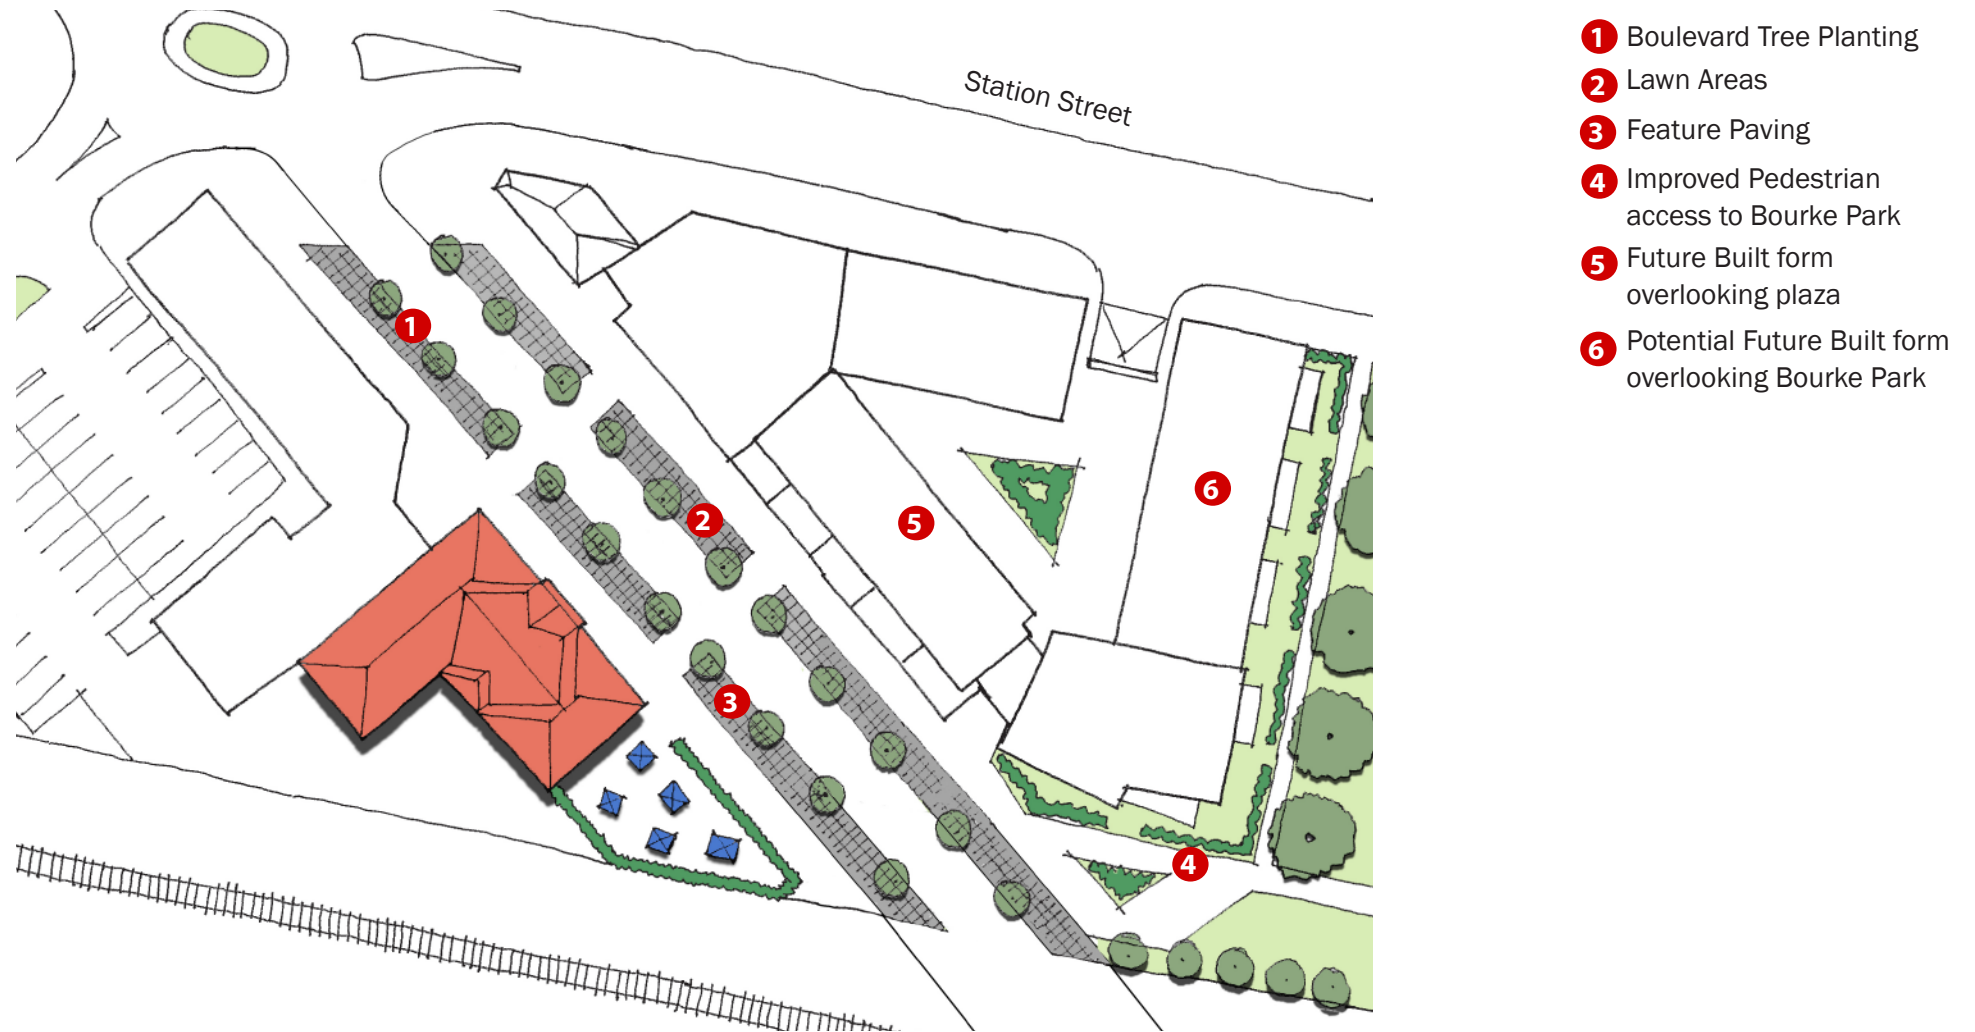 Station Street
1 Boulevard Tree Planting
2 Lawn Areas
3 Feature Paving
4 Improved Pedestrian
access to Bourke Park
5 Future Built form
overlooking plaza
6 Potential Future Built form
overlooking Bourke Park
1
2
3
4
5
6